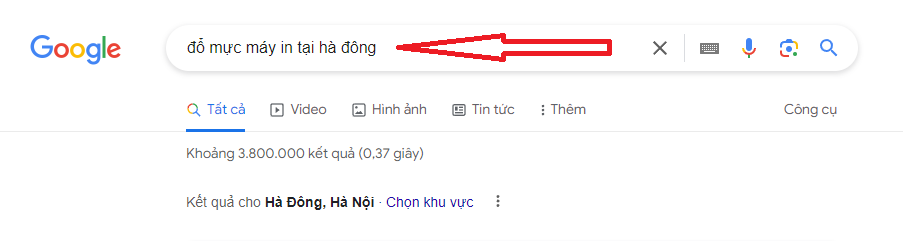 Google đổ mực máy in tại hà đông
Tất cả Video Hình ảnh Tin tức Thêm Công cụ
Khoảng 3.800.000 kết quả (0,37 giây)
Kết quả cho Hà Đông, Hà Nội · Chọn khu vực